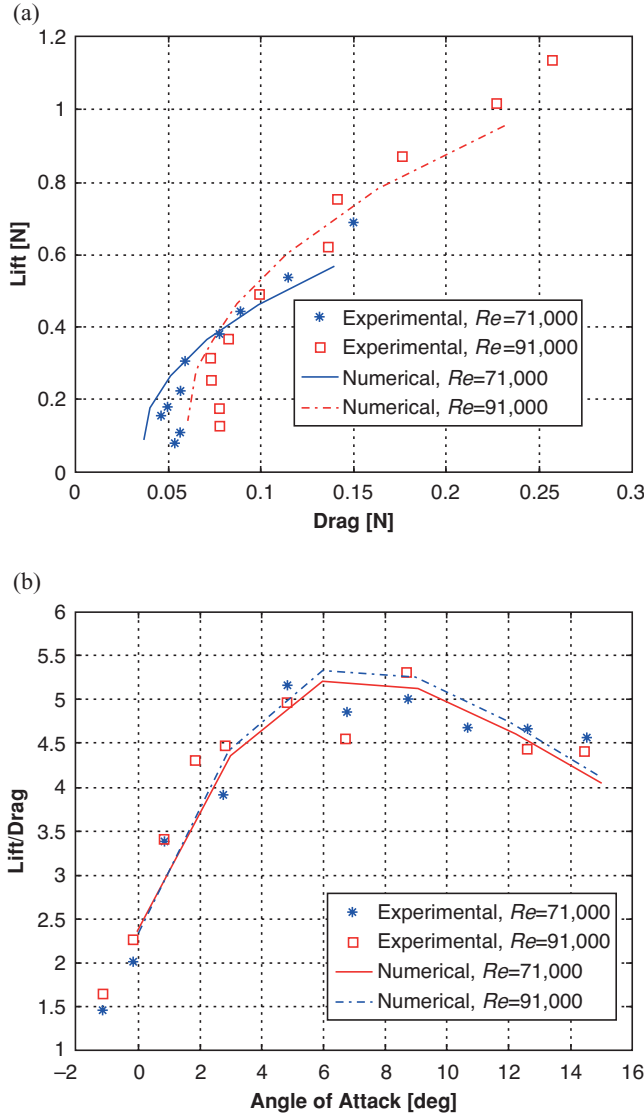 (a)
1.2
1
0.8
0.6
0.4
0.2
0
Lift [N]
Experimental, Re=71,000
Experimental, Re=91,000
Numerical, Re=71,000
Numerical, Re=91,000
0 0.05 0.1 0.15 0.2 0.25 0.3
Drag [N]
(b)
6
5.5
5
4.5
4
3.5
3
2.5
2
1.5
1
Lift/Drag
Experimental, Re=71,000
Experimental, Re=91,000
Numerical, Re=71,000
Numerical, Re=91,000
–2 0 2 4 6 8 10 12 14 16
Angle of Attack [deg]